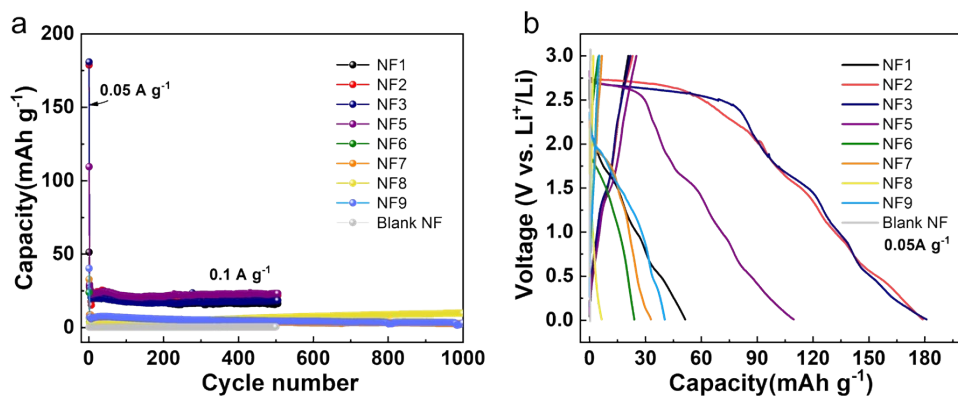 a
Capacity(mAh g⁻¹)
200
150
100
50
0
0
200
400
600
800
1000
Cycle number
0.05 A g⁻¹
0.1 A g⁻¹
NF1
NF2
NF3
NF5
NF6
NF7
NF8
NF9
Blank NF
b
Voltage (V vs. Li⁺/Li)
3.0
2.5
2.0
1.5
1.0
0.5
0.0
0
30
60
90
120
150
180
Capacity(mAh g⁻¹)
NF1
NF2
NF3
NF5
NF6
NF7
NF8
NF9
Blank NF
0.05A g⁻¹